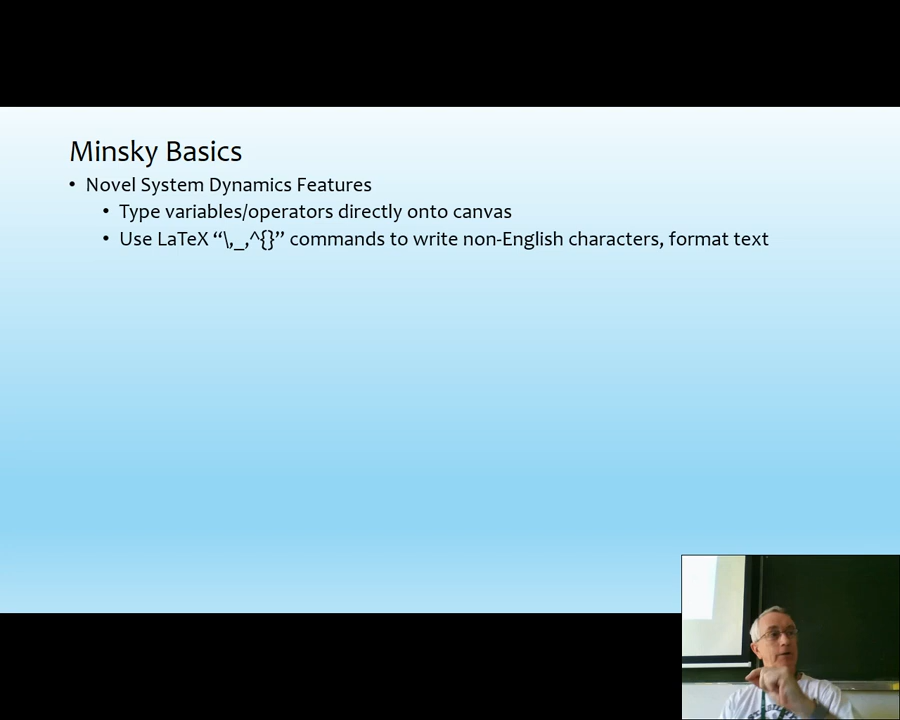 Minsky Basics
• Novel System Dynamics Features
• Type variables/operators directly onto canvas
• Use LaTeX “\,_,^{}” commands to write non-English characters, format text